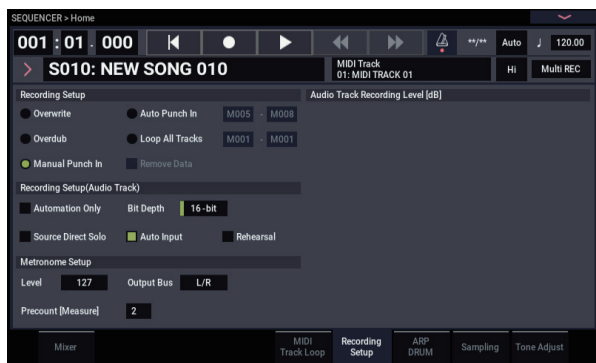 SEQUENCER > Home
001 : 01 . 000 **/** Auto ♩ 120.00
S010: NEW SONG 010 MIDI Track Hi Multi REC
01: MIDI TRACK 01
Recording Setup Audio Track Recording Level [dB]
Overwrite Auto Punch In M005 - M008
Overdub Loop All Tracks M001 - M001
Manual Punch In Remove Data
Recording Setup(Audio Track)
Automation Only Bit Depth 16-bit
Source Direct Solo Auto Input Rehearsal
Metronome Setup
Level 127 Output Bus L/R
Precount [Measure] 2
Mixer MIDI Track Loop Recording Setup ARP DRUM Sampling Tone Adjust